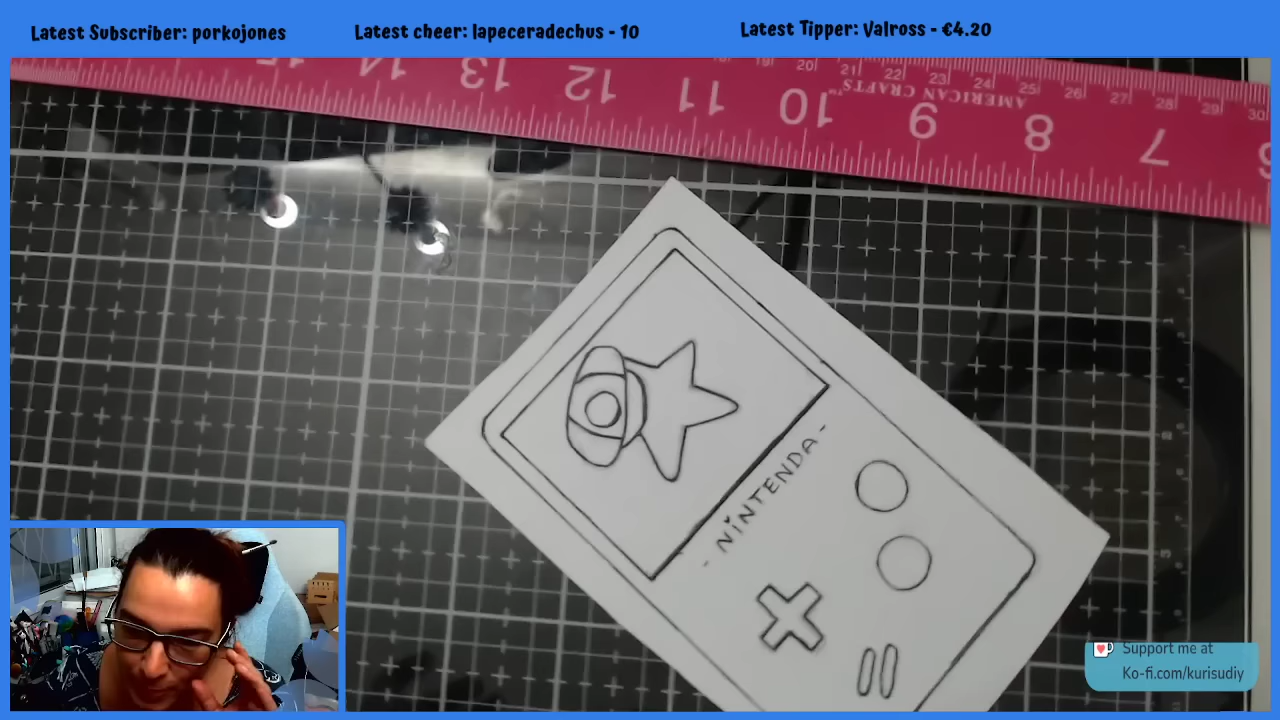 Latest Subscriber: porkojones
Latest cheer: lapeceradechus - 10
Latest Tipper: Valross - €4.20
15 14 13 12 11 10 9 8 7 6
19 20 21 22 23 24 25 26 27 28 29 30
AMERICAN CRAFTS™
- NiNTENDA -
Support me at
Ko-fi.com/kurisudiy